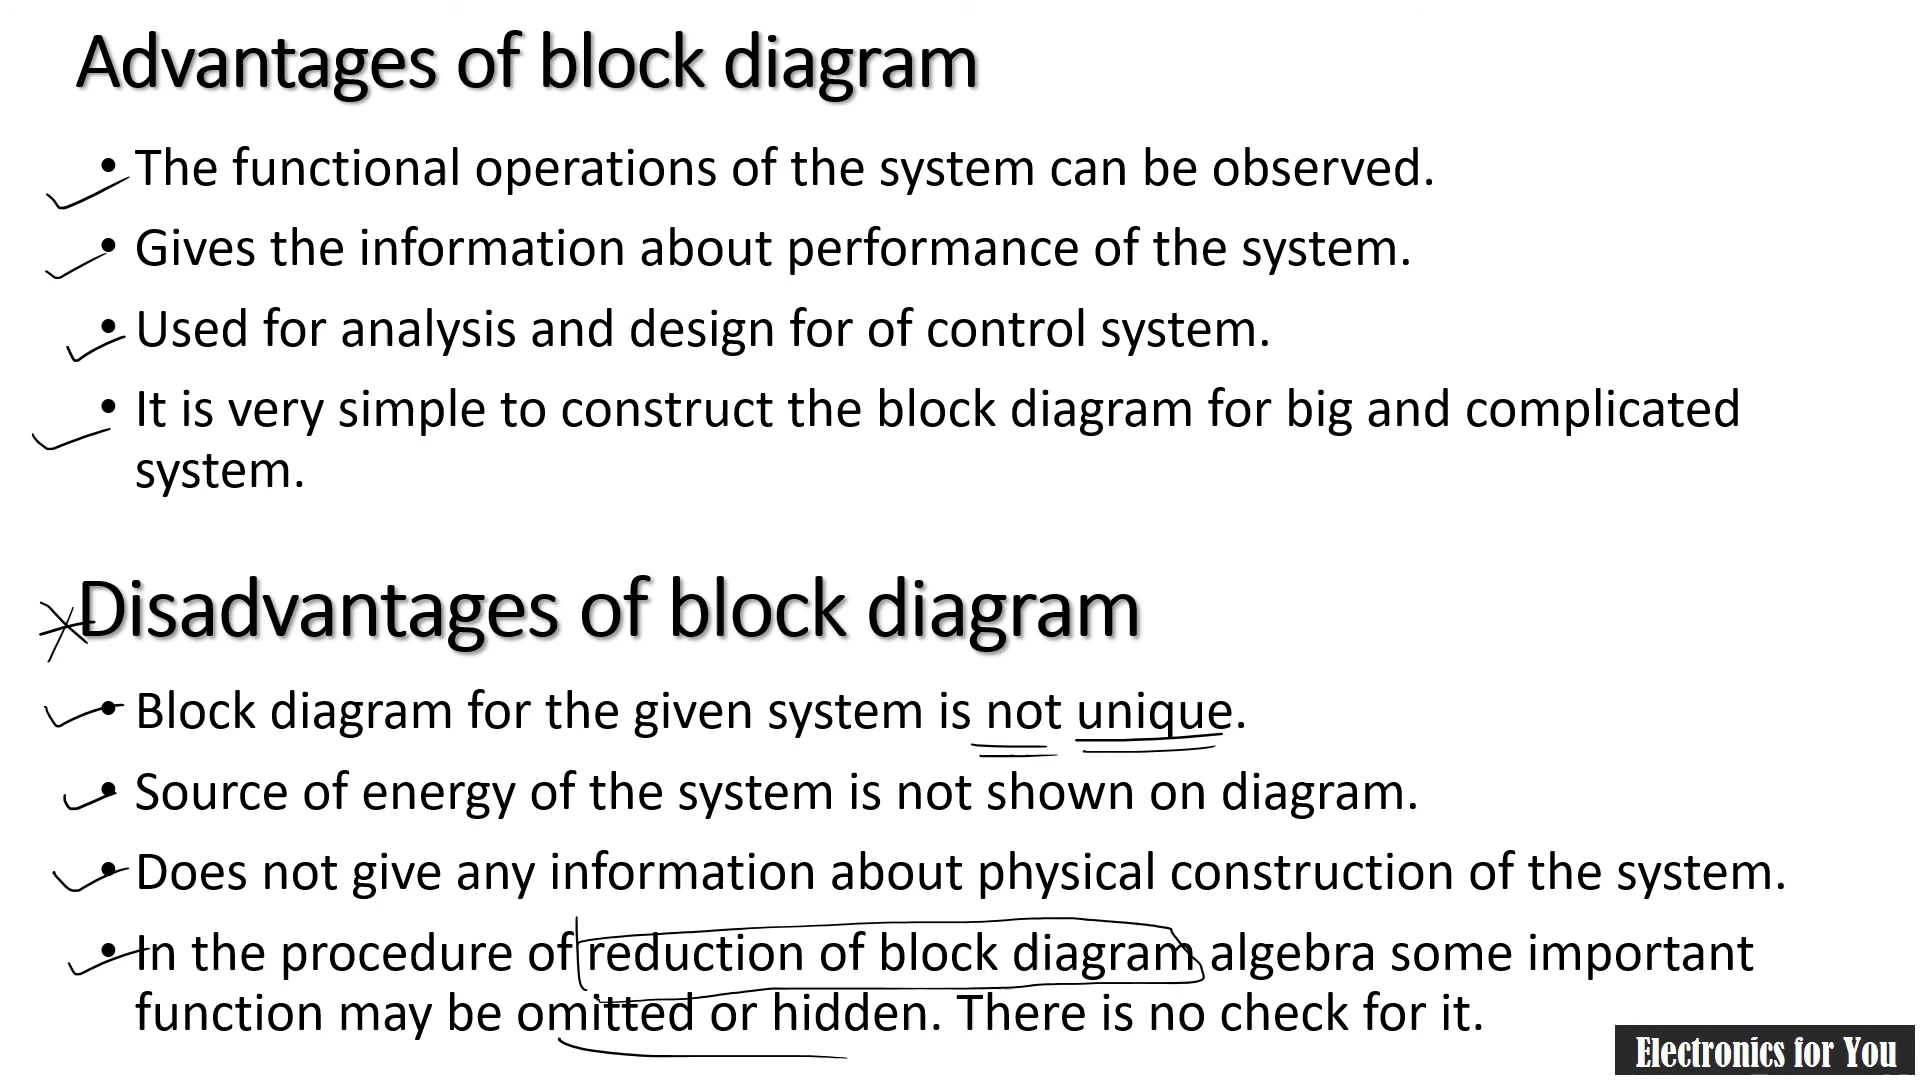 Advantages of block diagram
• The functional operations of the system can be observed.
• Gives the information about performance of the system.
• Used for analysis and design for of control system.
• It is very simple to construct the block diagram for big and complicated
system.
Disadvantages of block diagram
• Block diagram for the given system is not unique.
• Source of energy of the system is not shown on diagram.
• Does not give any information about physical construction of the system.
• In the procedure of reduction of block diagram algebra some important
function may be omitted or hidden. There is no check for it.
Electronics for You